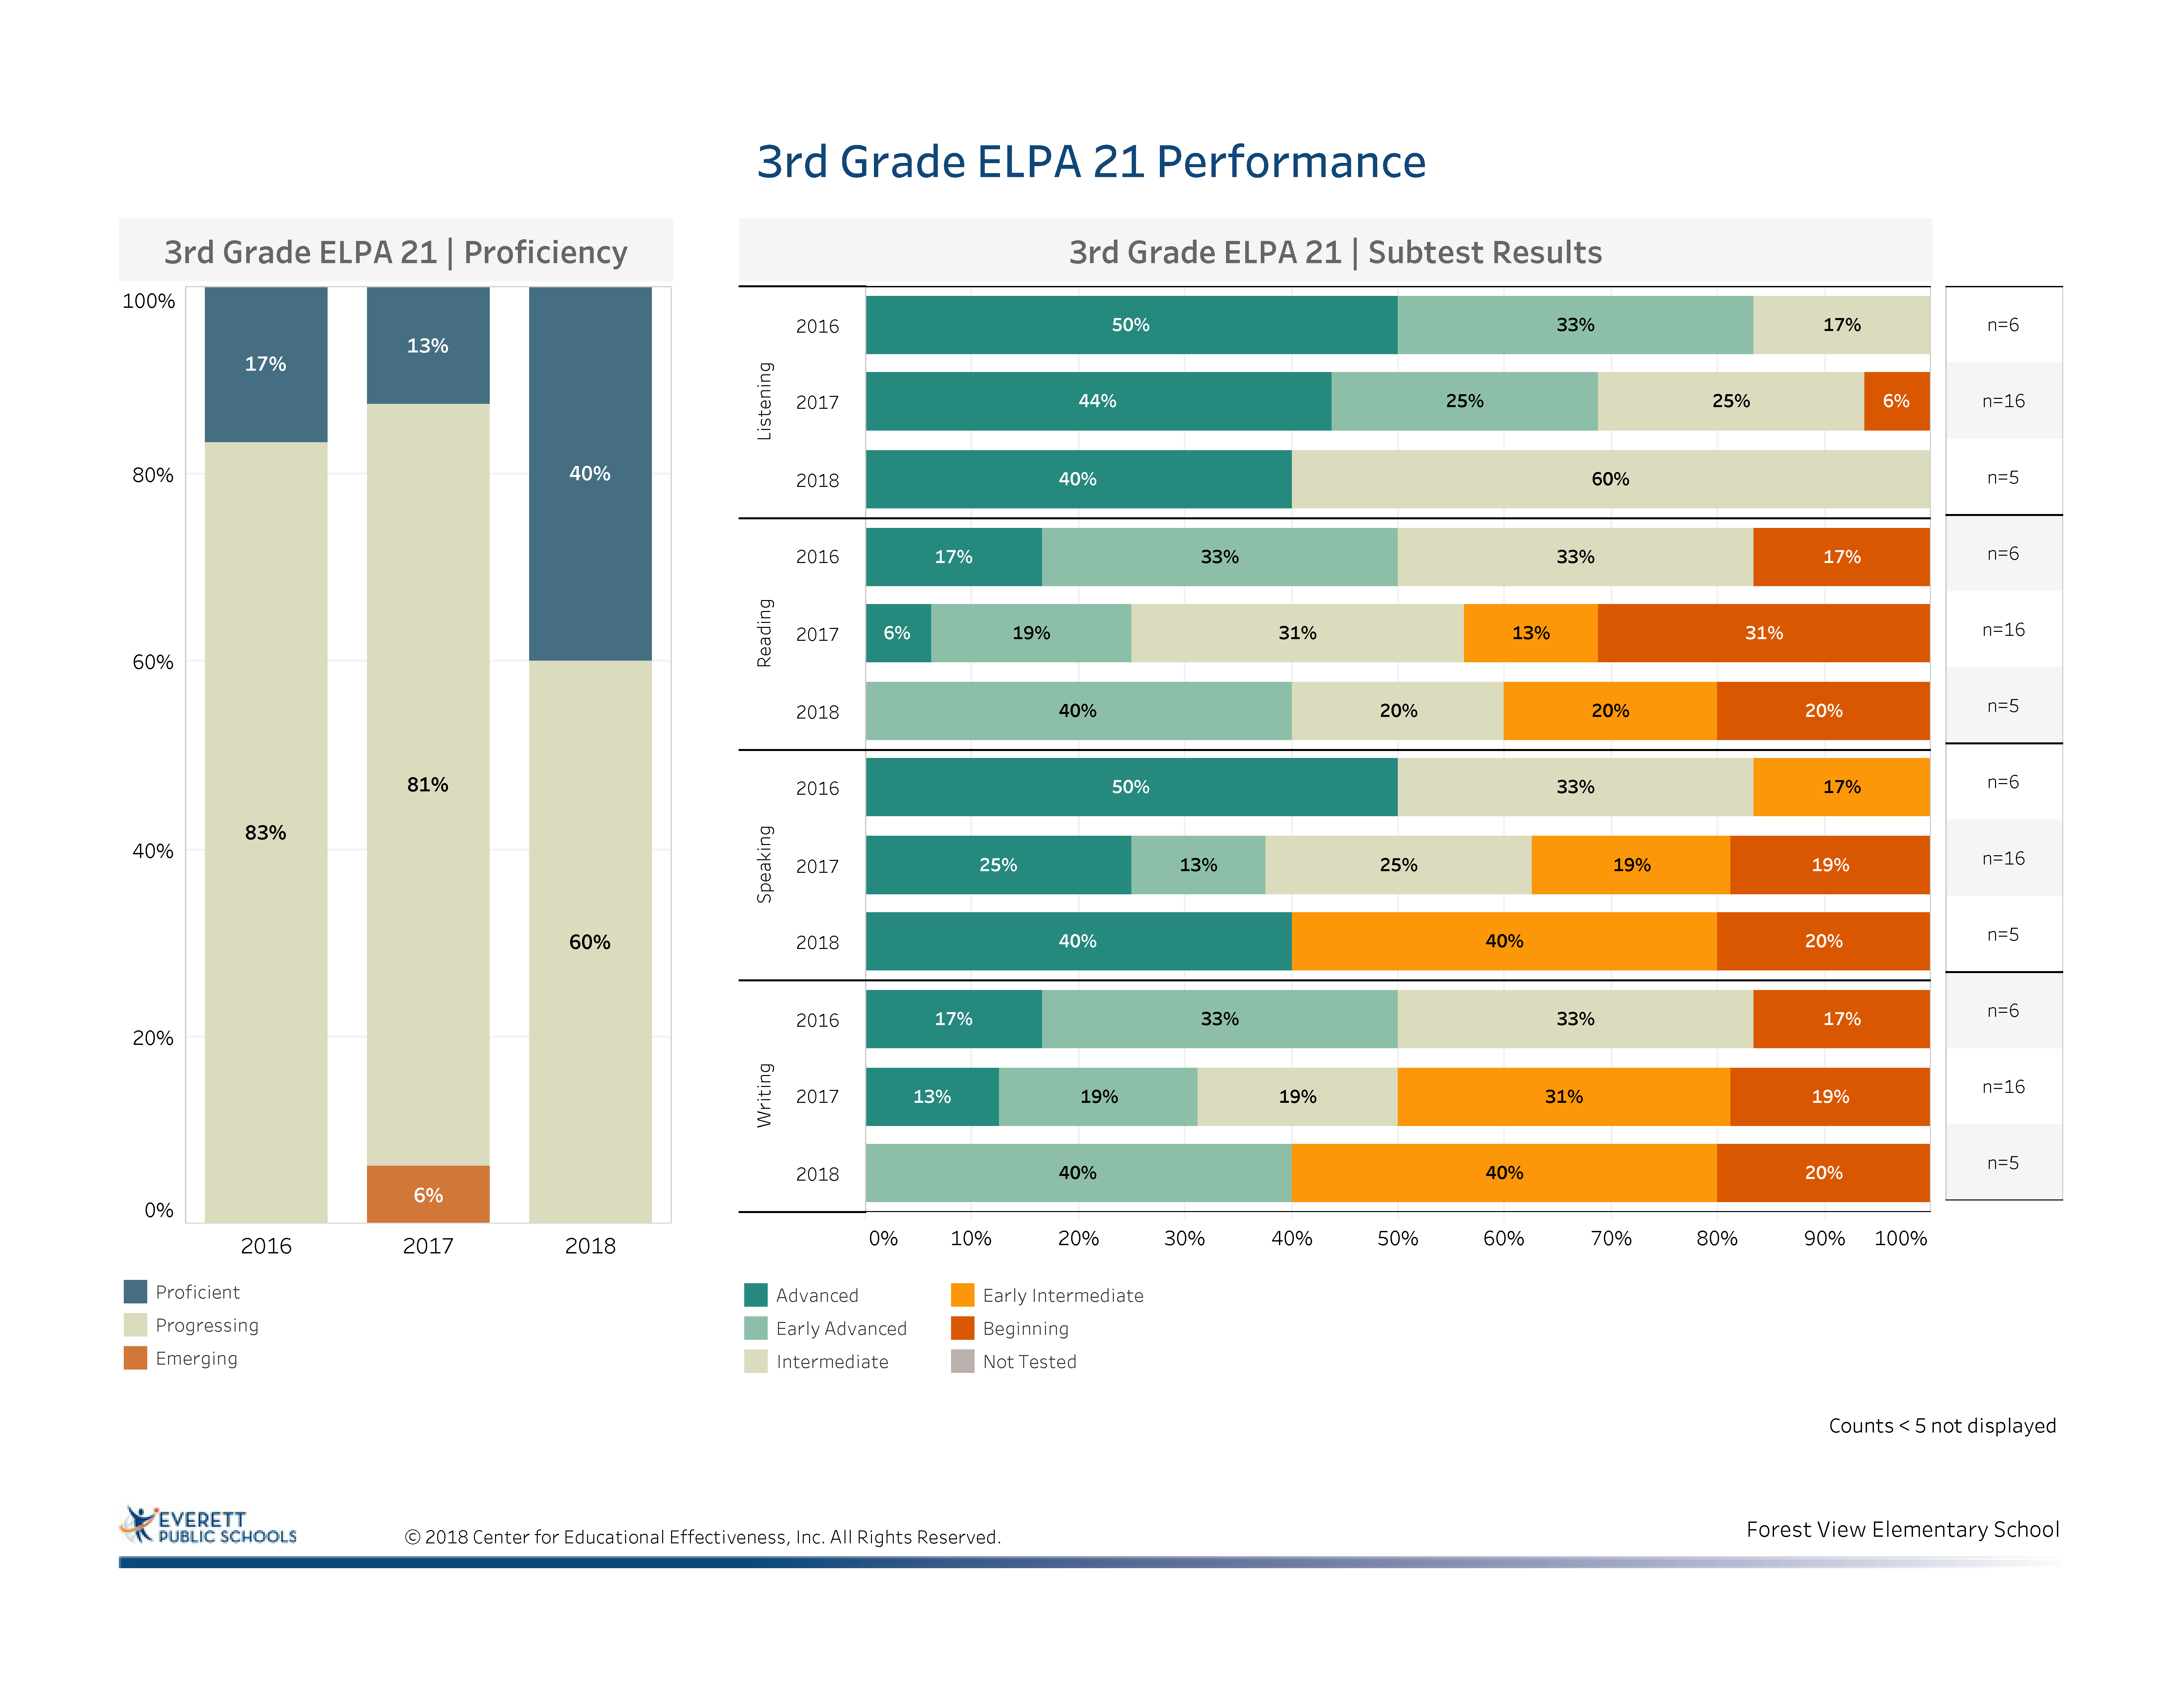 3rd Grade ELPA 21 Performance
3rd Grade ELPA 21 | Proficiency
100%
80%
60%
40%
20%
0%
17%
83%
13%
81%
6%
40%
60%
2016
2017
2018
Proficient
Progressing
Emerging
3rd Grade ELPA 21 | Subtest Results
Listening
2016 50% 33% 17% n=6
2017 44% 25% 25% 6% n=16
2018 40% 60% n=5
Reading
2016 17% 33% 33% 17% n=6
2017 6% 19% 31% 13% 31% n=16
2018 40% 20% 20% 20% n=5
Speaking
2016 50% 33% 17% n=6
2017 25% 13% 25% 19% 19% n=16
2018 40% 40% 20% n=5
Writing
2016 17% 33% 33% 17% n=6
2017 13% 19% 19% 31% 19% n=16
2018 40% 40% 20% n=5
0% 10% 20% 30% 40% 50% 60% 70% 80% 90% 100%
Advanced
Early Advanced
Intermediate
Early Intermediate
Beginning
Not Tested
Counts < 5 not displayed
EVERETT
PUBLIC SCHOOLS
© 2018 Center for Educational Effectiveness, Inc. All Rights Reserved.
Forest View Elementary School